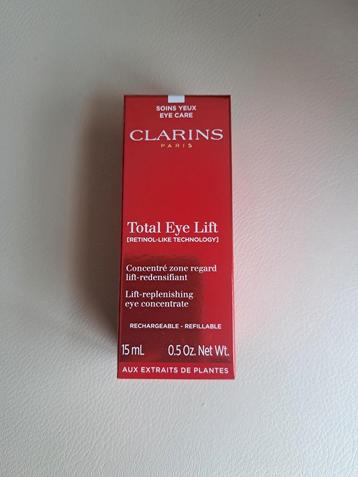 SOINS YEUX
EYE CARE
CLARINS
PARIS
Total Eye Lift
[RETINOL-LIKE TECHNOLOGY]
Concentré zone regard
lift-redensifiant
Lift-replenishing
eye concentrate
RECHARGEABLE - REFILLABLE
15 mL 0.5 Oz. Net Wt.
AUX EXTRAITS DE PLANTES